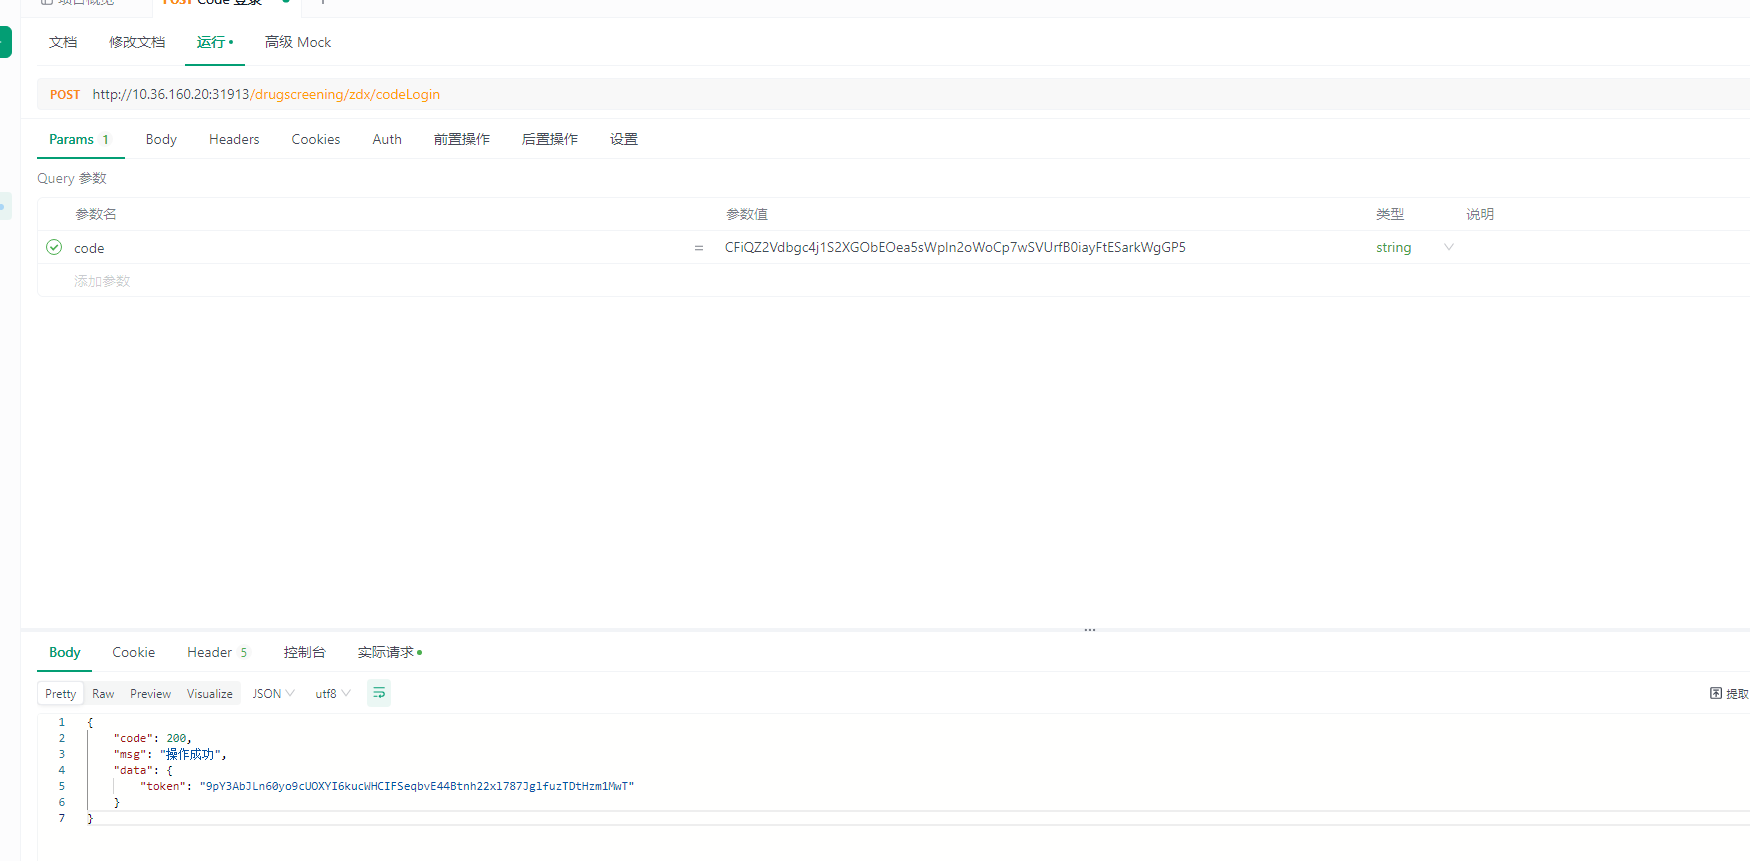 项目概览 POST Code 登录
文档 修改文档 运行 高级 Mock
POST http://10.36.160.20:31913/drugscreening/zdx/codeLogin
Params 1 Body Headers Cookies Auth 前置操作 后置操作 设置
Query 参数
参数名 参数值 类型 说明
code = CFiQZ2Vdbgc4j1S2XGObEOea5sWpIn2oWoCp7wSVUrfB0iayFtESarkWgGP5 string
添加参数
Body Cookie Header 5 控制台 实际请求
Pretty Raw Preview Visualize JSON utf8 提取
1 {
2 "code": 200,
3 "msg": "操作成功",
4 "data": {
5 "token": "9pY3AbJLn60yo9cUOXYI6kucWHCIFSeqbvE44Btnh22xl787JglfuzTDtHzm1MwT"
6 }
7 }